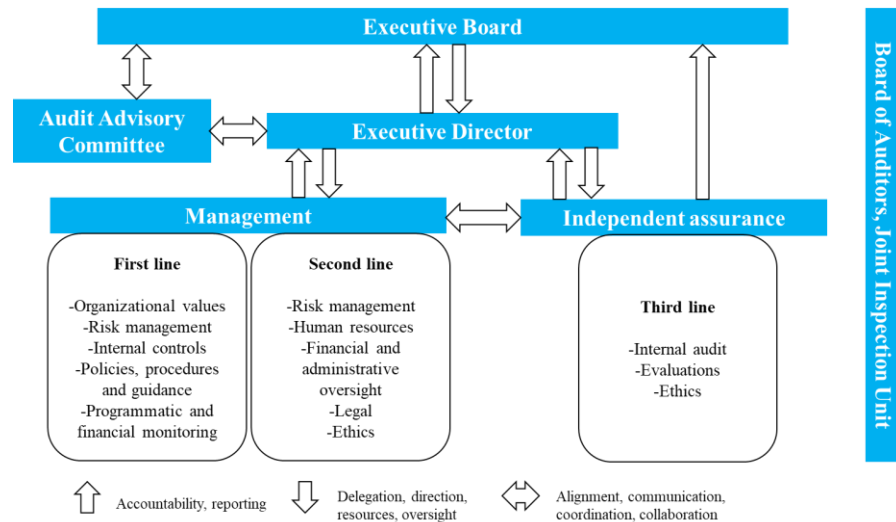 Executive Board
Audit Advisory
Committee
Executive Director
Management
Independent assurance
First line
-Organizational values
-Risk management
-Internal controls
-Policies, procedures
and guidance
-Programmatic and
financial monitoring
Second line
-Risk management
-Human resources
-Financial and
administrative
oversight
-Legal
-Ethics
Third line
-Internal audit
-Evaluations
-Ethics
Board of Auditors, Joint Inspection Unit
Accountability, reporting
Delegation, direction,
resources, oversight
Alignment, communication,
coordination, collaboration